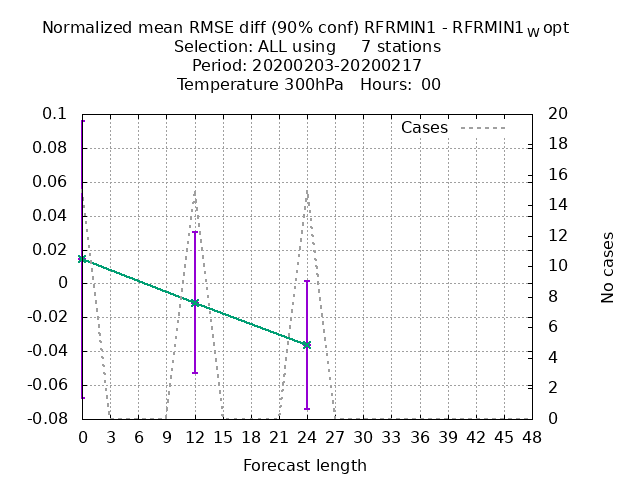 Normalized mean RMSE diff (90% conf) RFRMIN1 - RFRMIN1W opt
Selection: ALL using 7 stations
Period: 20200203-20200217
Temperature 300hPa Hours: 00
Cases
0.1
0.08
0.06
0.04
0.02
0
-0.02
-0.04
-0.06
-0.08
20
18
16
14
12
10
8
6
4
2
0
No cases
0 3 6 9 12 15 18 21 24 27 30 33 36 39 42 45 48
Forecast length